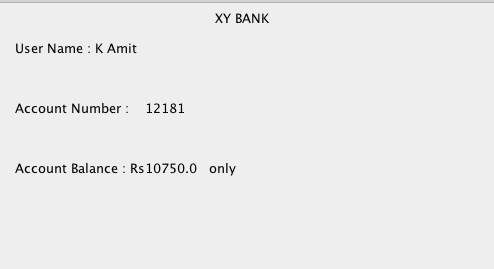 XY BANK
User Name : K Amit
Account Number :   12181
Account Balance : Rs10750.0   only